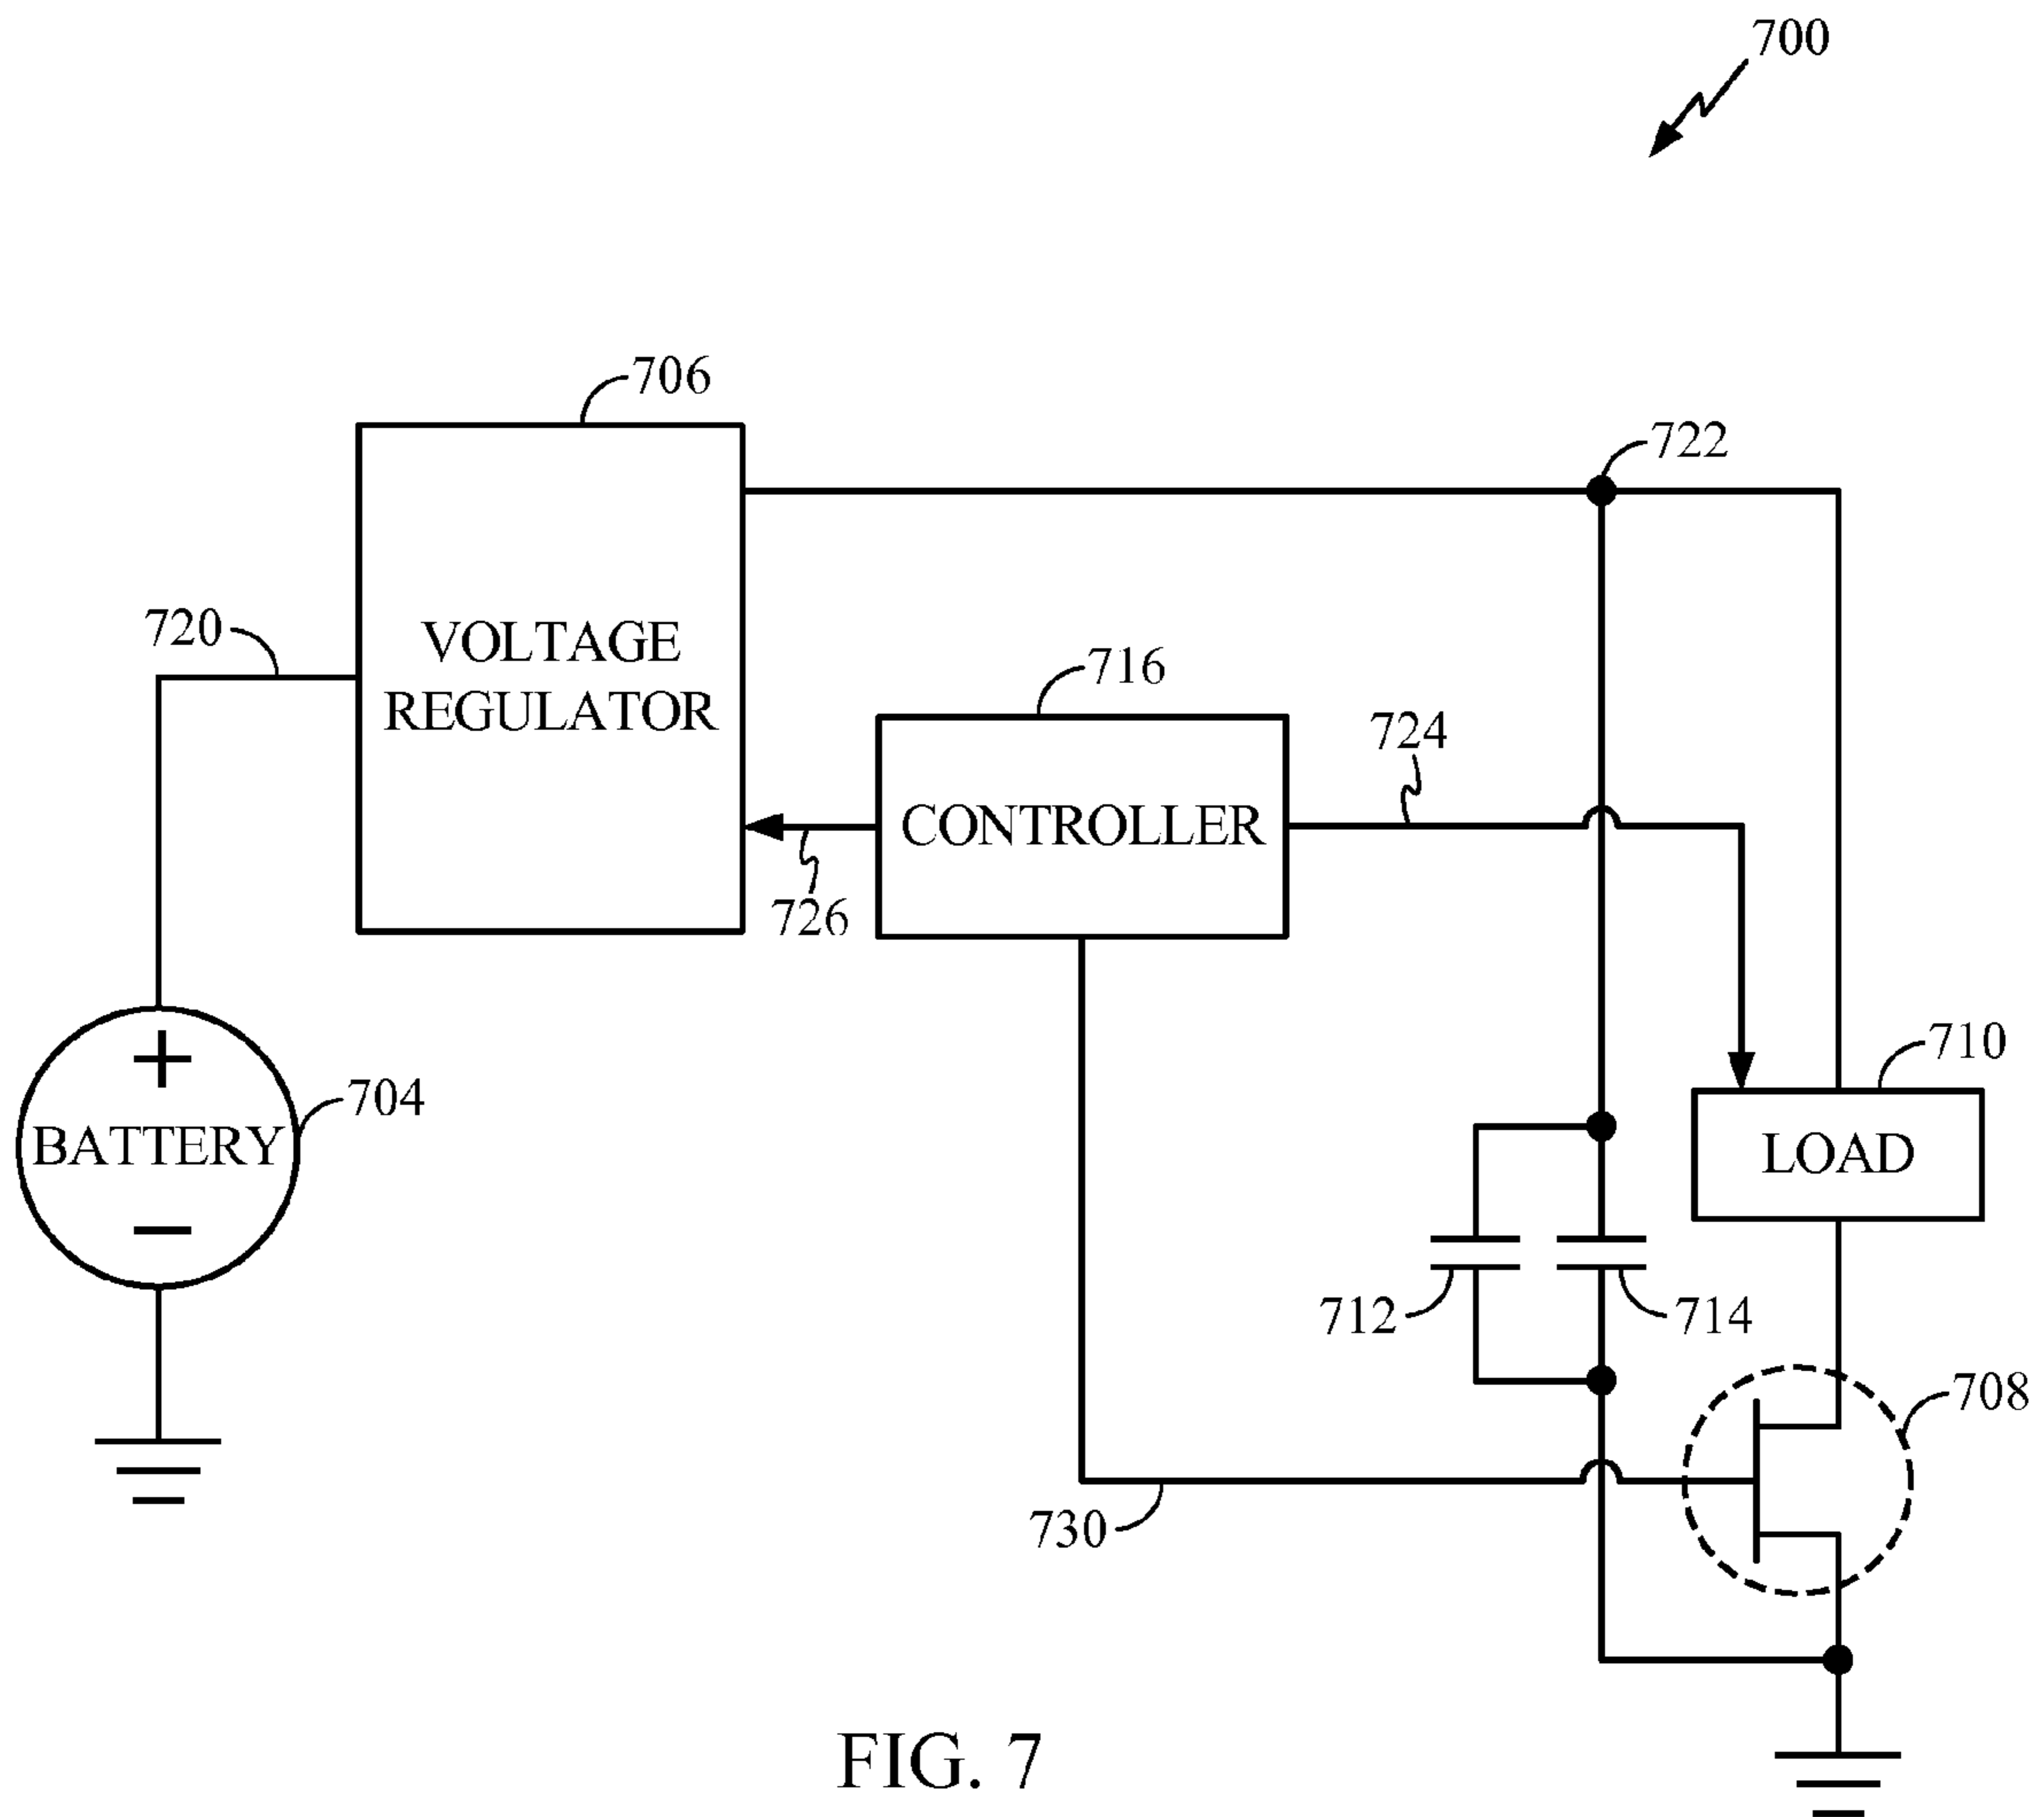 700
706
722
720
VOLTAGE
REGULATOR
716
724
CONTROLLER
726
710
+
704
BATTERY
LOAD
−
712
714
708
730
FIG. 7